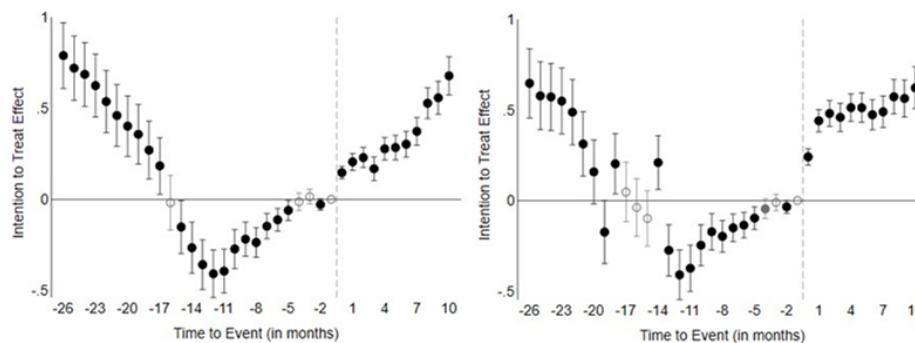 1
.5
0
-.5
Intention to Treat Effect
-26 -23 -20 -17 -14 -11 -8 -5 -2 1 4 7 10
Time to Event (in months)
1
.5
0
-.5
Intention to Treat Effect
-26 -23 -20 -17 -14 -11 -8 -5 -2 1 4 7
Time to Event (in months)